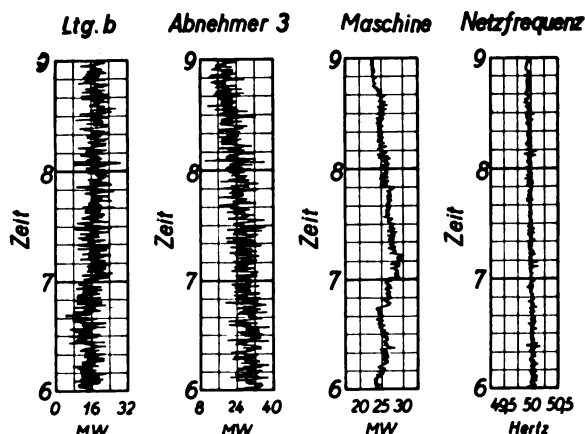 Ltg. b Abnehmer 3 Maschine Netzfrequenz
9 9 9 9
8 8 8 8
Zeit Zeit Zeit Zeit
7 7 7 7
6 6 6 6
0 16 32 8 24 40 20 25 30 49,5 50 50,5
MW MW MW Hertz